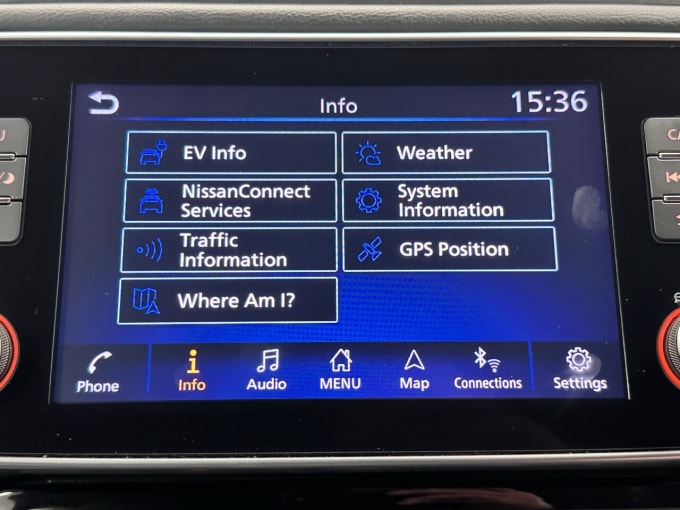 Info
15:36
EV Info
Weather
NissanConnect
Services
System
Information
Traffic
Information
GPS Position
Where Am I?
Phone
Info
Audio
MENU
Map
Connections
Settings